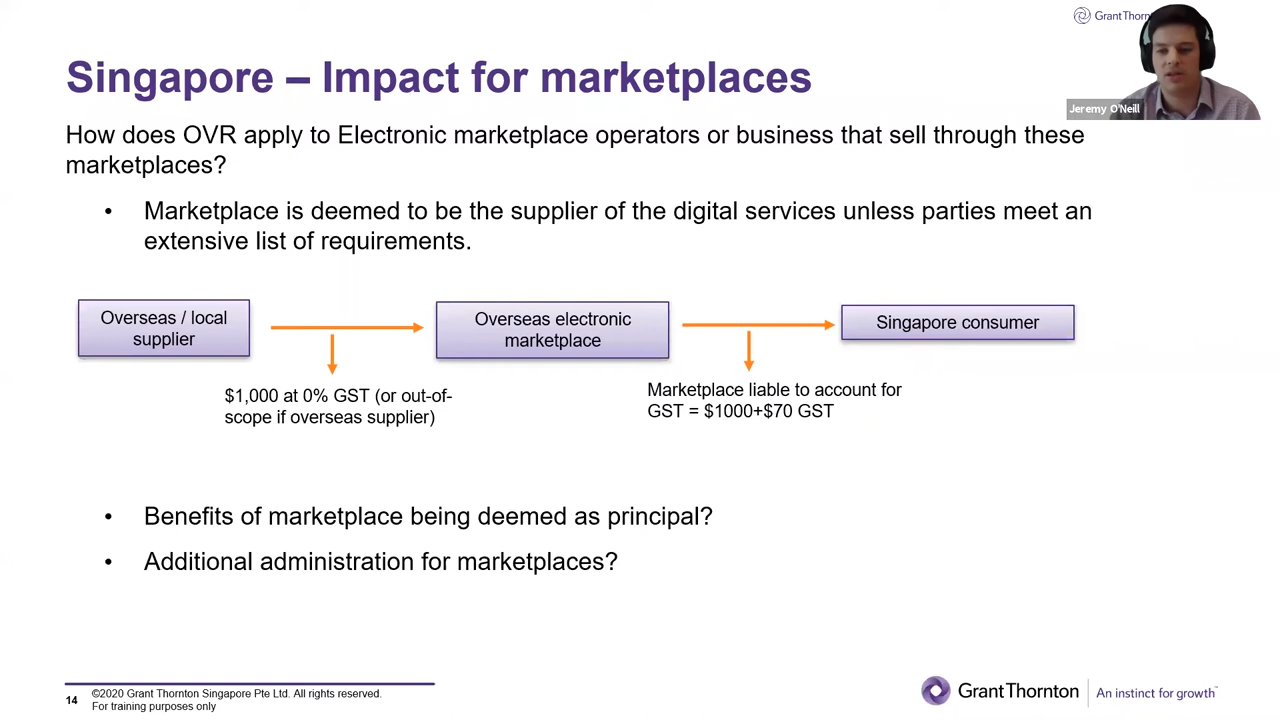 Grant Thorn
Singapore – Impact for marketplaces
Jeremy O'Neill
How does OVR apply to Electronic marketplace operators or business that sell through these
marketplaces?
• Marketplace is deemed to be the supplier of the digital services unless parties meet an
extensive list of requirements.
Overseas / local
supplier
Overseas electronic
marketplace
Singapore consumer
$1,000 at 0% GST (or out-of-
scope if overseas supplier)
Marketplace liable to account for
GST = $1000+$70 GST
• Benefits of marketplace being deemed as principal?
• Additional administration for marketplaces?
14
©2020 Grant Thornton Singapore Pte Ltd. All rights reserved.
For training purposes only
Grant Thornton
An instinct for growth™